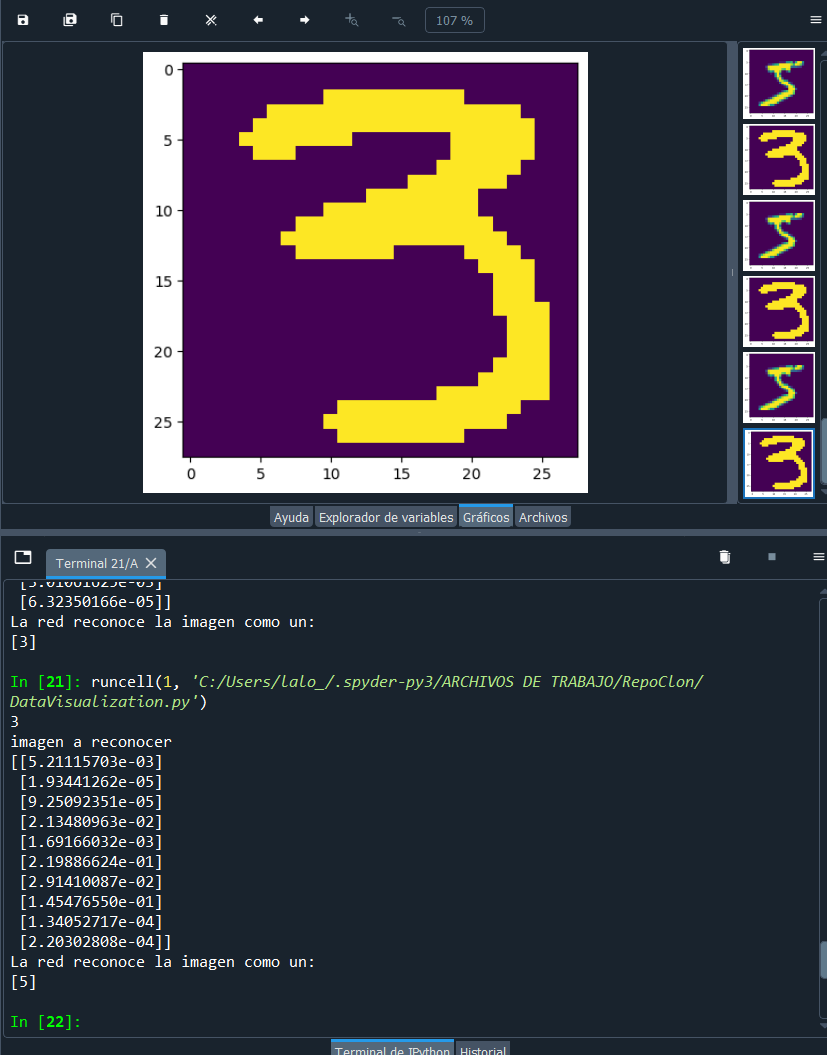 107 %
0
5
10
15
20
25
0 5 10 15 20 25
Ayuda Explorador de variables Gráficos Archivos
Terminal 21/A
[6.32350166e-05]]
La red reconoce la imagen como un:
[3]
In [21]: runcell(1, 'C:/Users/lalo_/.spyder-py3/ARCHIVOS DE TRABAJO/RepoClon/
DataVisualization.py')
3
imagen a reconocer
[[5.21115703e-03]
[1.93441262e-05]
[9.25092351e-05]
[2.13480963e-02]
[1.69166032e-03]
[2.19886624e-01]
[2.91410087e-02]
[1.45476550e-01]
[1.34052717e-04]
[2.20302808e-04]]
La red reconoce la imagen como un:
[5]
In [22]:
Terminal de IPython Historial